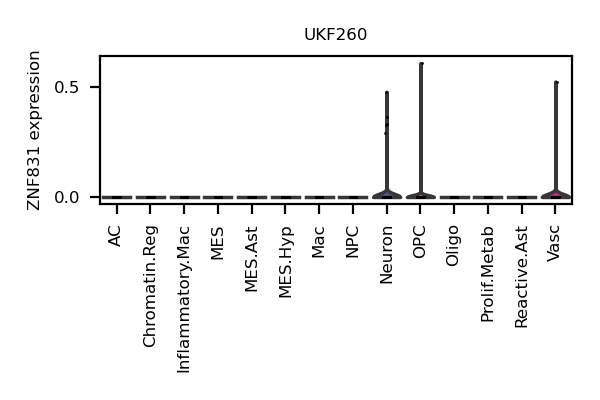 UKF260
ZNF831 expression
0.5
0.0
AC
Chromatin.Reg
Inflammatory.Mac
MES
MES.Ast
MES.Hyp
Mac
NPC
Neuron
OPC
Oligo
Prolif.Metab
Reactive.Ast
Vasc